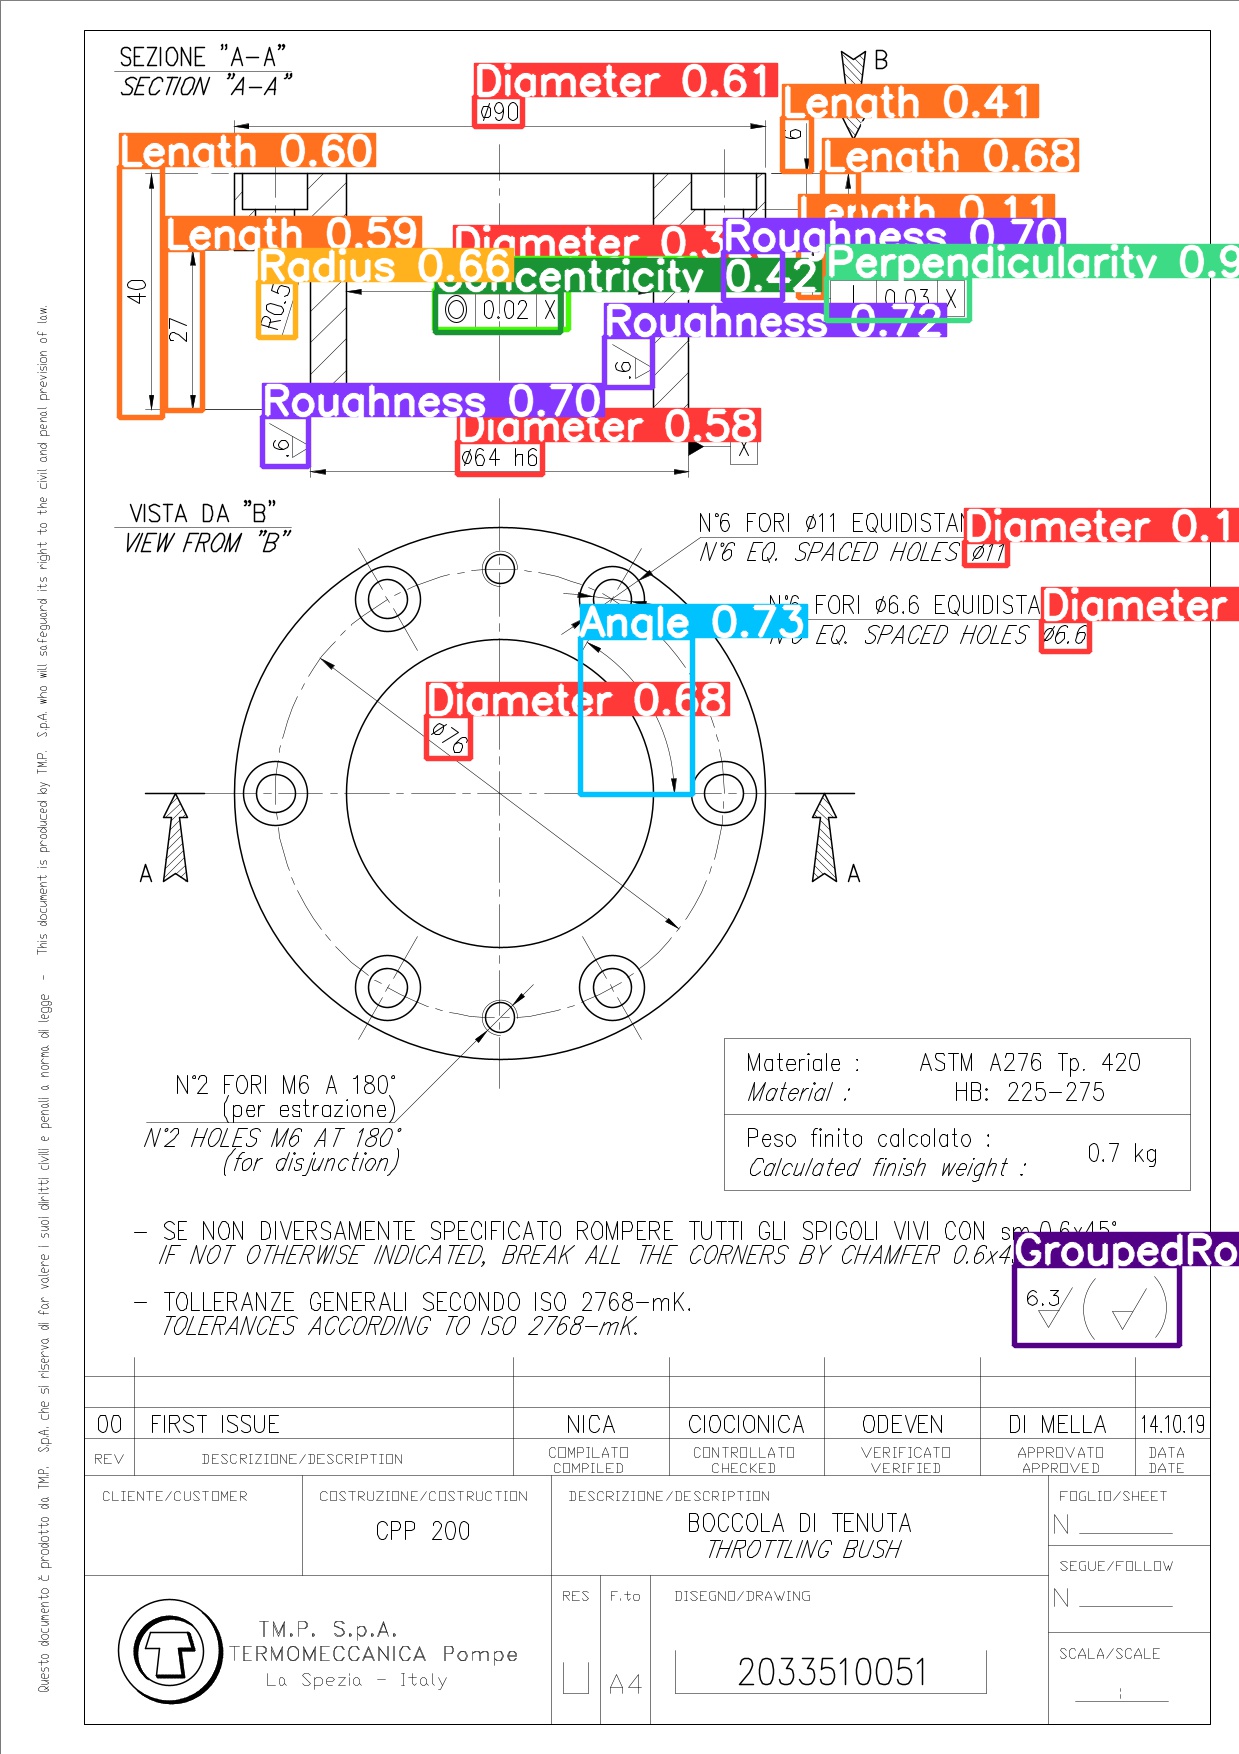 SEZIONE "A-A"
SECTION "A-A"
B
Diameter 0.61
ø90
Length 0.41
6
Length 0.60
Length 0.68
Length 0.11
Length 0.59
Diameter 0.3
Roughness 0.70
Radius 0.66
centricity 0.42
Perpendicularity 0.9
40
27
R0.5
0.02 X
0.03 X
Roughness 0.72
.6
Roughness 0.70
.6
Diameter 0.58
ø64 h6
X
VISTA DA "B"
VIEW FROM "B"
N°6 FORI ø11 EQUIDISTAN
Diameter 0.1
N°6 EQ. SPACED HOLES ø11
N°6 FORI ø6.6 EQUIDISTA
Diameter
EQ. SPACED HOLES ø6.6
Angle 0.73
Diameter 0.68
ø76
A
A
N°2 FORI M6 A 180°
(per estrazione)
N°2 HOLES M6 AT 180°
(for disjunction)
Materiale : ASTM A276 Tp. 420
Material : HB: 225-275
Peso finito calcolato :
Calculated finish weight : 0.7 kg
- SE NON DIVERSAMENTE SPECIFICATO ROMPERE TUTTI GLI SPIGOLI VIVI CON sm 0.6x45°
IF NOT OTHERWISE INDICATED, BREAK ALL THE CORNERS BY CHAMFER 0.6x4
GroupedRo
6.3
- TOLLERANZE GENERALI SECONDO ISO 2768-mK.
TOLERANCES ACCORDING TO ISO 2768-mK.
00 FIRST ISSUE NICA CIOCIONICA ODEVEN DI MELLA 14.10.19
REV DESCRIZIONE/DESCRIPTION COMPILATO CONTROLLATO VERIFICATO APPROVATO DATA
COMPILED CHECKED VERIFIED APPROVED DATE
CLIENTE/CUSTOMER COSTRUZIONE/COSTRUCTION DESCRIZIONE/DESCRIPTION FOGLIO/SHEET
CPP 200
BOCCOLA DI TENUTA
THROTTLING BUSH
N
SEGUE/FOLLOW
N
RES F.to DISEGNO/DRAWING
T.M.P. S.p.A.
TERMOMECCANICA Pompe
La Spezia - Italy
U A4 2033510051
SCALA/SCALE
:
Questo documento č prodotto da T.M.P. S.p.A. che si riserva di far valere i suoi diritti civili e penali a norma di legge - This document is produced by T.M.P. S.p.A. who will safeguard its right to the civil and penal prevision of law.